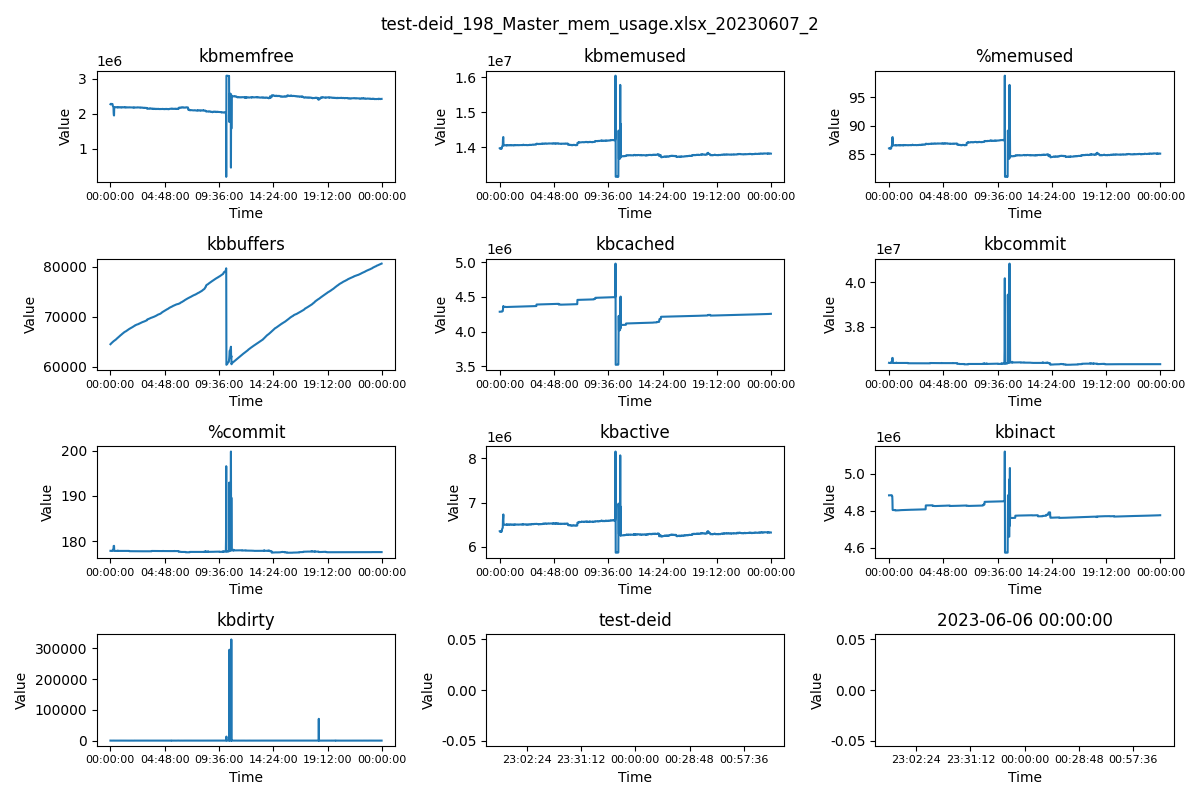 test-deid_198_Master_mem_usage.xlsx_20230607_2
kbmemfree
1e6
3
2
1
Value
00:00:00 04:48:00 09:36:00 14:24:00 19:12:00 00:00:00
Time
kbmemused
1e7
1.6
1.5
1.4
Value
00:00:00 04:48:00 09:36:00 14:24:00 19:12:00 00:00:00
Time
%memused
95
90
85
Value
00:00:00 04:48:00 09:36:00 14:24:00 19:12:00 00:00:00
Time
kbbuffers
80000
70000
60000
Value
00:00:00 04:48:00 09:36:00 14:24:00 19:12:00 00:00:00
Time
kbcached
1e6
5.0
4.5
4.0
3.5
Value
00:00:00 04:48:00 09:36:00 14:24:00 19:12:00 00:00:00
Time
kbcommit
1e7
4.0
3.8
Value
00:00:00 04:48:00 09:36:00 14:24:00 19:12:00 00:00:00
Time
%commit
200
190
180
Value
00:00:00 04:48:00 09:36:00 14:24:00 19:12:00 00:00:00
Time
kbactive
1e6
8
7
6
Value
00:00:00 04:48:00 09:36:00 14:24:00 19:12:00 00:00:00
Time
kbinact
1e6
5.0
4.8
4.6
Value
00:00:00 04:48:00 09:36:00 14:24:00 19:12:00 00:00:00
Time
kbdirty
300000
200000
100000
0
Value
00:00:00 04:48:00 09:36:00 14:24:00 19:12:00 00:00:00
Time
test-deid
0.05
0.00
-0.05
Value
23:02:24 23:31:12 00:00:00 00:28:48 00:57:36
Time
2023-06-06 00:00:00
0.05
0.00
-0.05
Value
23:02:24 23:31:12 00:00:00 00:28:48 00:57:36
Time